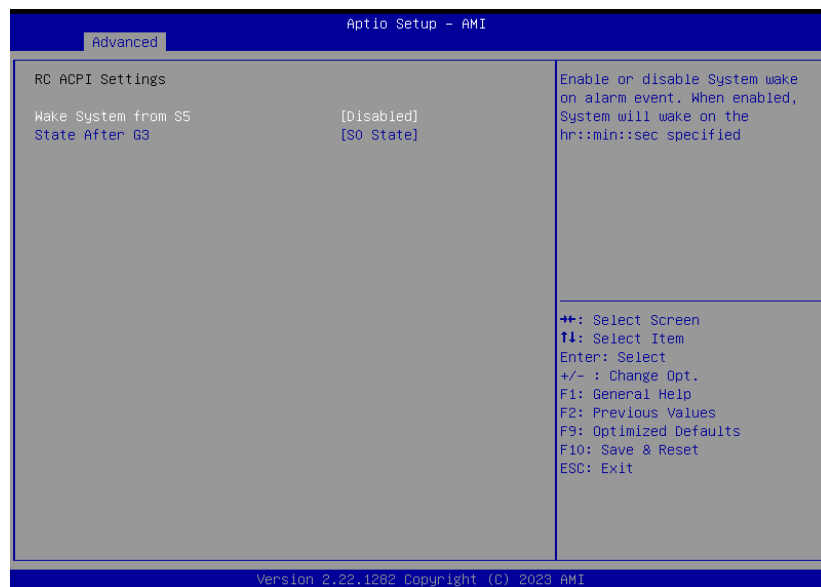 Aptio Setup – AMI
Advanced
RC ACPI Settings
Wake System from S5 [Disabled]
State After G3 [S0 State]
Enable or disable System wake
on alarm event. When enabled,
System will wake on the
hr::min::sec specified
→←: Select Screen
↑↓: Select Item
Enter: Select
+/- : Change Opt.
F1: General Help
F2: Previous Values
F9: Optimized Defaults
F10: Save & Reset
ESC: Exit
Version 2.22.1282 Copyright (C) 2023 AMI